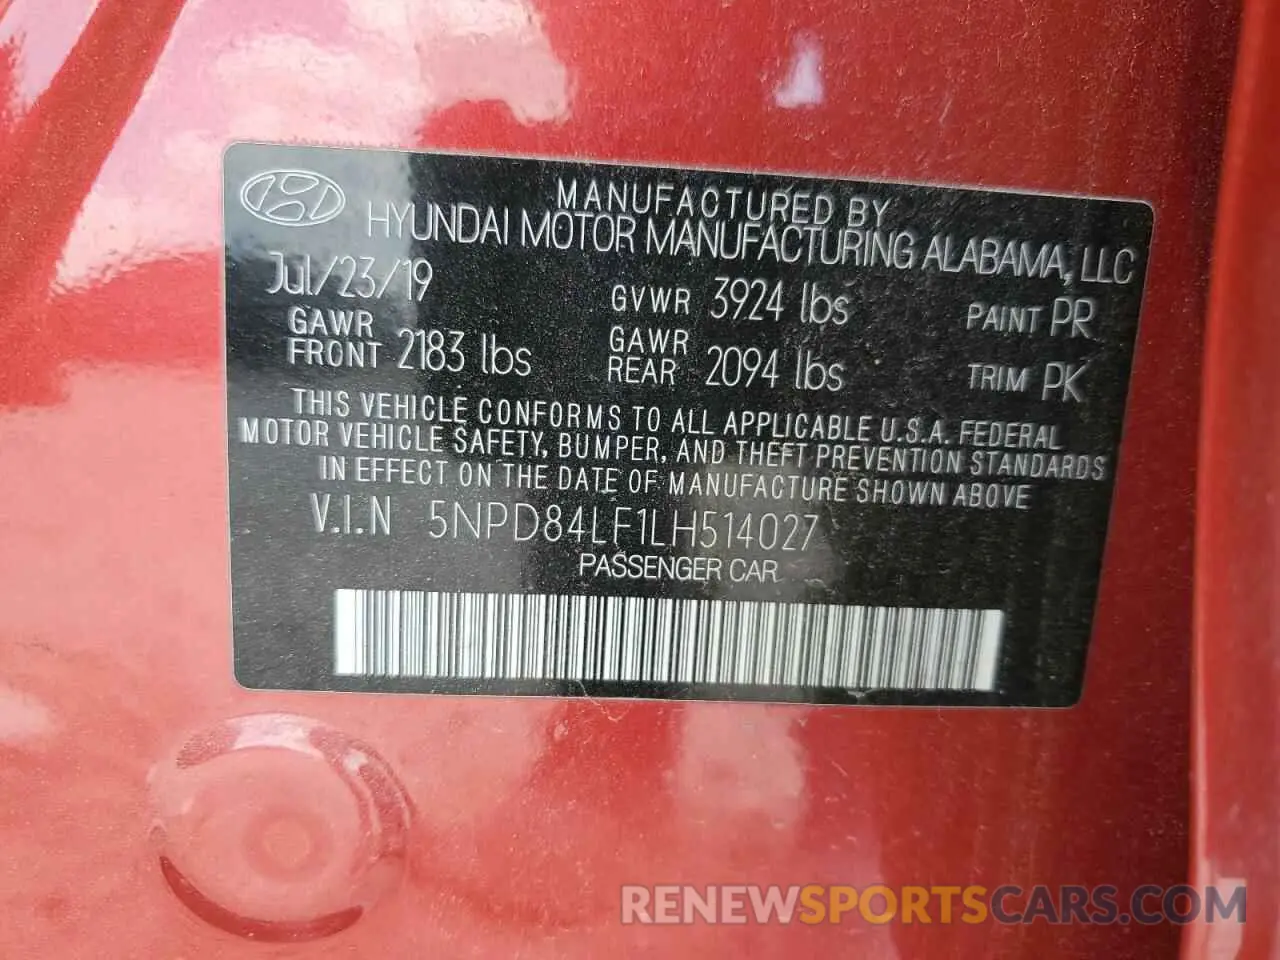 MANUFACTURED BY
HYUNDAI MOTOR MANUFACTURING ALABAMA, LLC
Jul/23/19 GVWR 3924 lbs PAINT PR
GAWR FRONT 2183 lbs GAWR REAR 2094 lbs TRIM PK
THIS VEHICLE CONFORMS TO ALL APPLICABLE U.S.A. FEDERAL
MOTOR VEHICLE SAFETY, BUMPER, AND THEFT PREVENTION STANDARDS
IN EFFECT ON THE DATE OF MANUFACTURE SHOWN ABOVE
V.I.N 5NPD84LF1LH514027
PASSENGER CAR
RENEWSPORTSCARS.COM